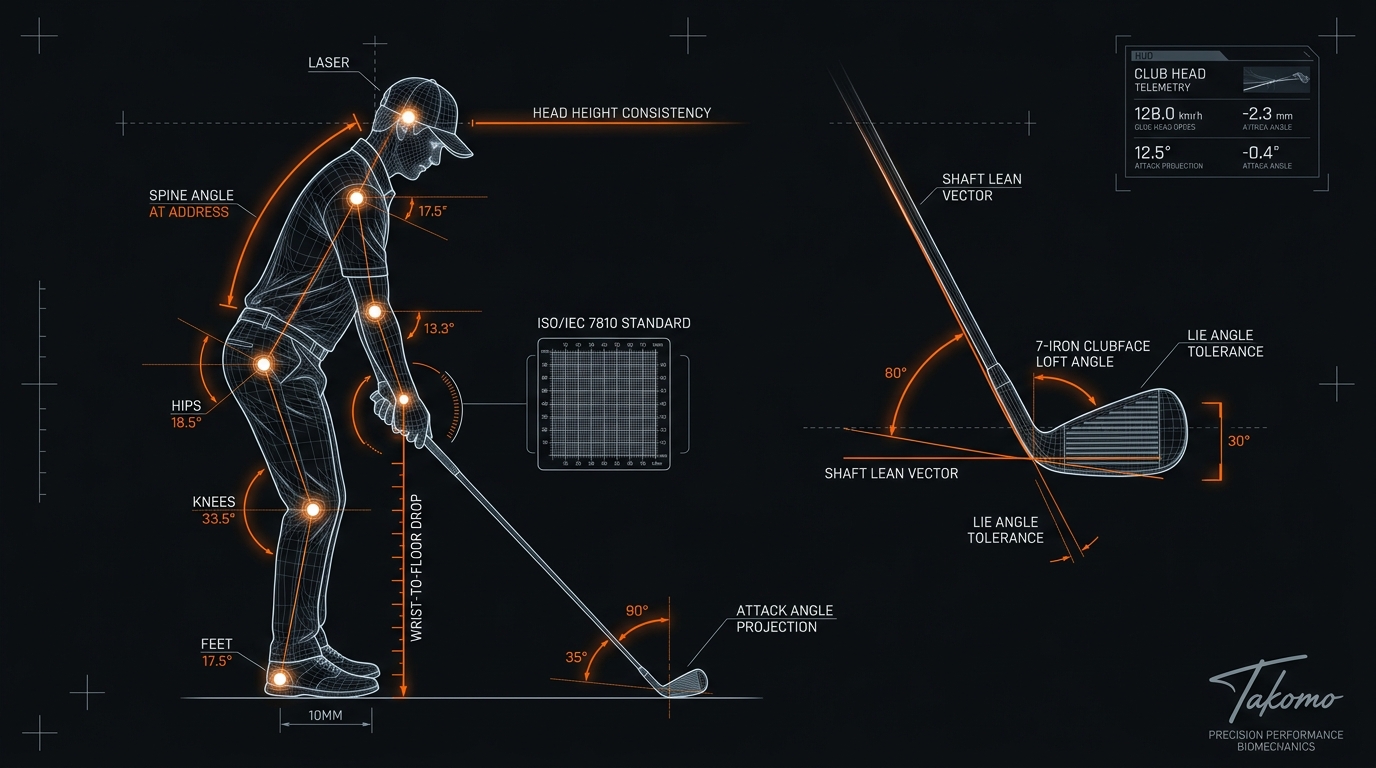 LASER
HEAD HEIGHT CONSISTENCY
SPINE ANGLE
AT ADDRESS
17.5°
13.3°
HIPS
18.5°
KNEES
33.5°
FEET
17.5°
10MM
WRIST-TO-FLOOR DROP
ISO/IEC 7810 STANDARD
90°
35°
ATTACK ANGLE
PROJECTION
SHAFT LEAN
VECTOR
80°
7-IRON CLUBFACE
LOFT ANGLE
LIE ANGLE
TOLERANCE
30°
SHAFT LEAN VECTOR
LIE ANGLE
TOLERANCE
HUD
CLUB HEAD
TELEMETRY
128.0
-2.3 mm
12.5°
-0.4°
ATTACK PROJECTION
Takomo
PRECISION PERFORMANCE
BIOMECHANICS